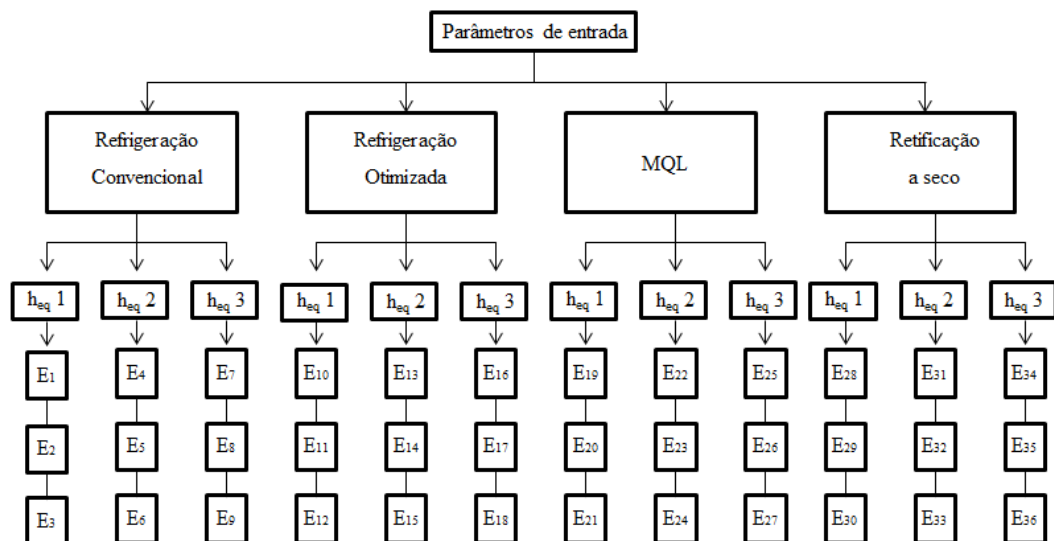 Parâmetros de entrada
Refrigeração
Convencional
Refrigeração
Otimizada
MQL
Retificação
a seco
heq 1
heq 2
heq 3
heq 1
heq 2
heq 3
heq 1
heq 2
heq 3
heq 1
heq 2
heq 3
E1
E4
E7
E10
E13
E16
E19
E22
E25
E28
E31
E34
E2
E5
E8
E11
E14
E17
E20
E23
E26
E29
E32
E35
E3
E6
E9
E12
E15
E18
E21
E24
E27
E30
E33
E36